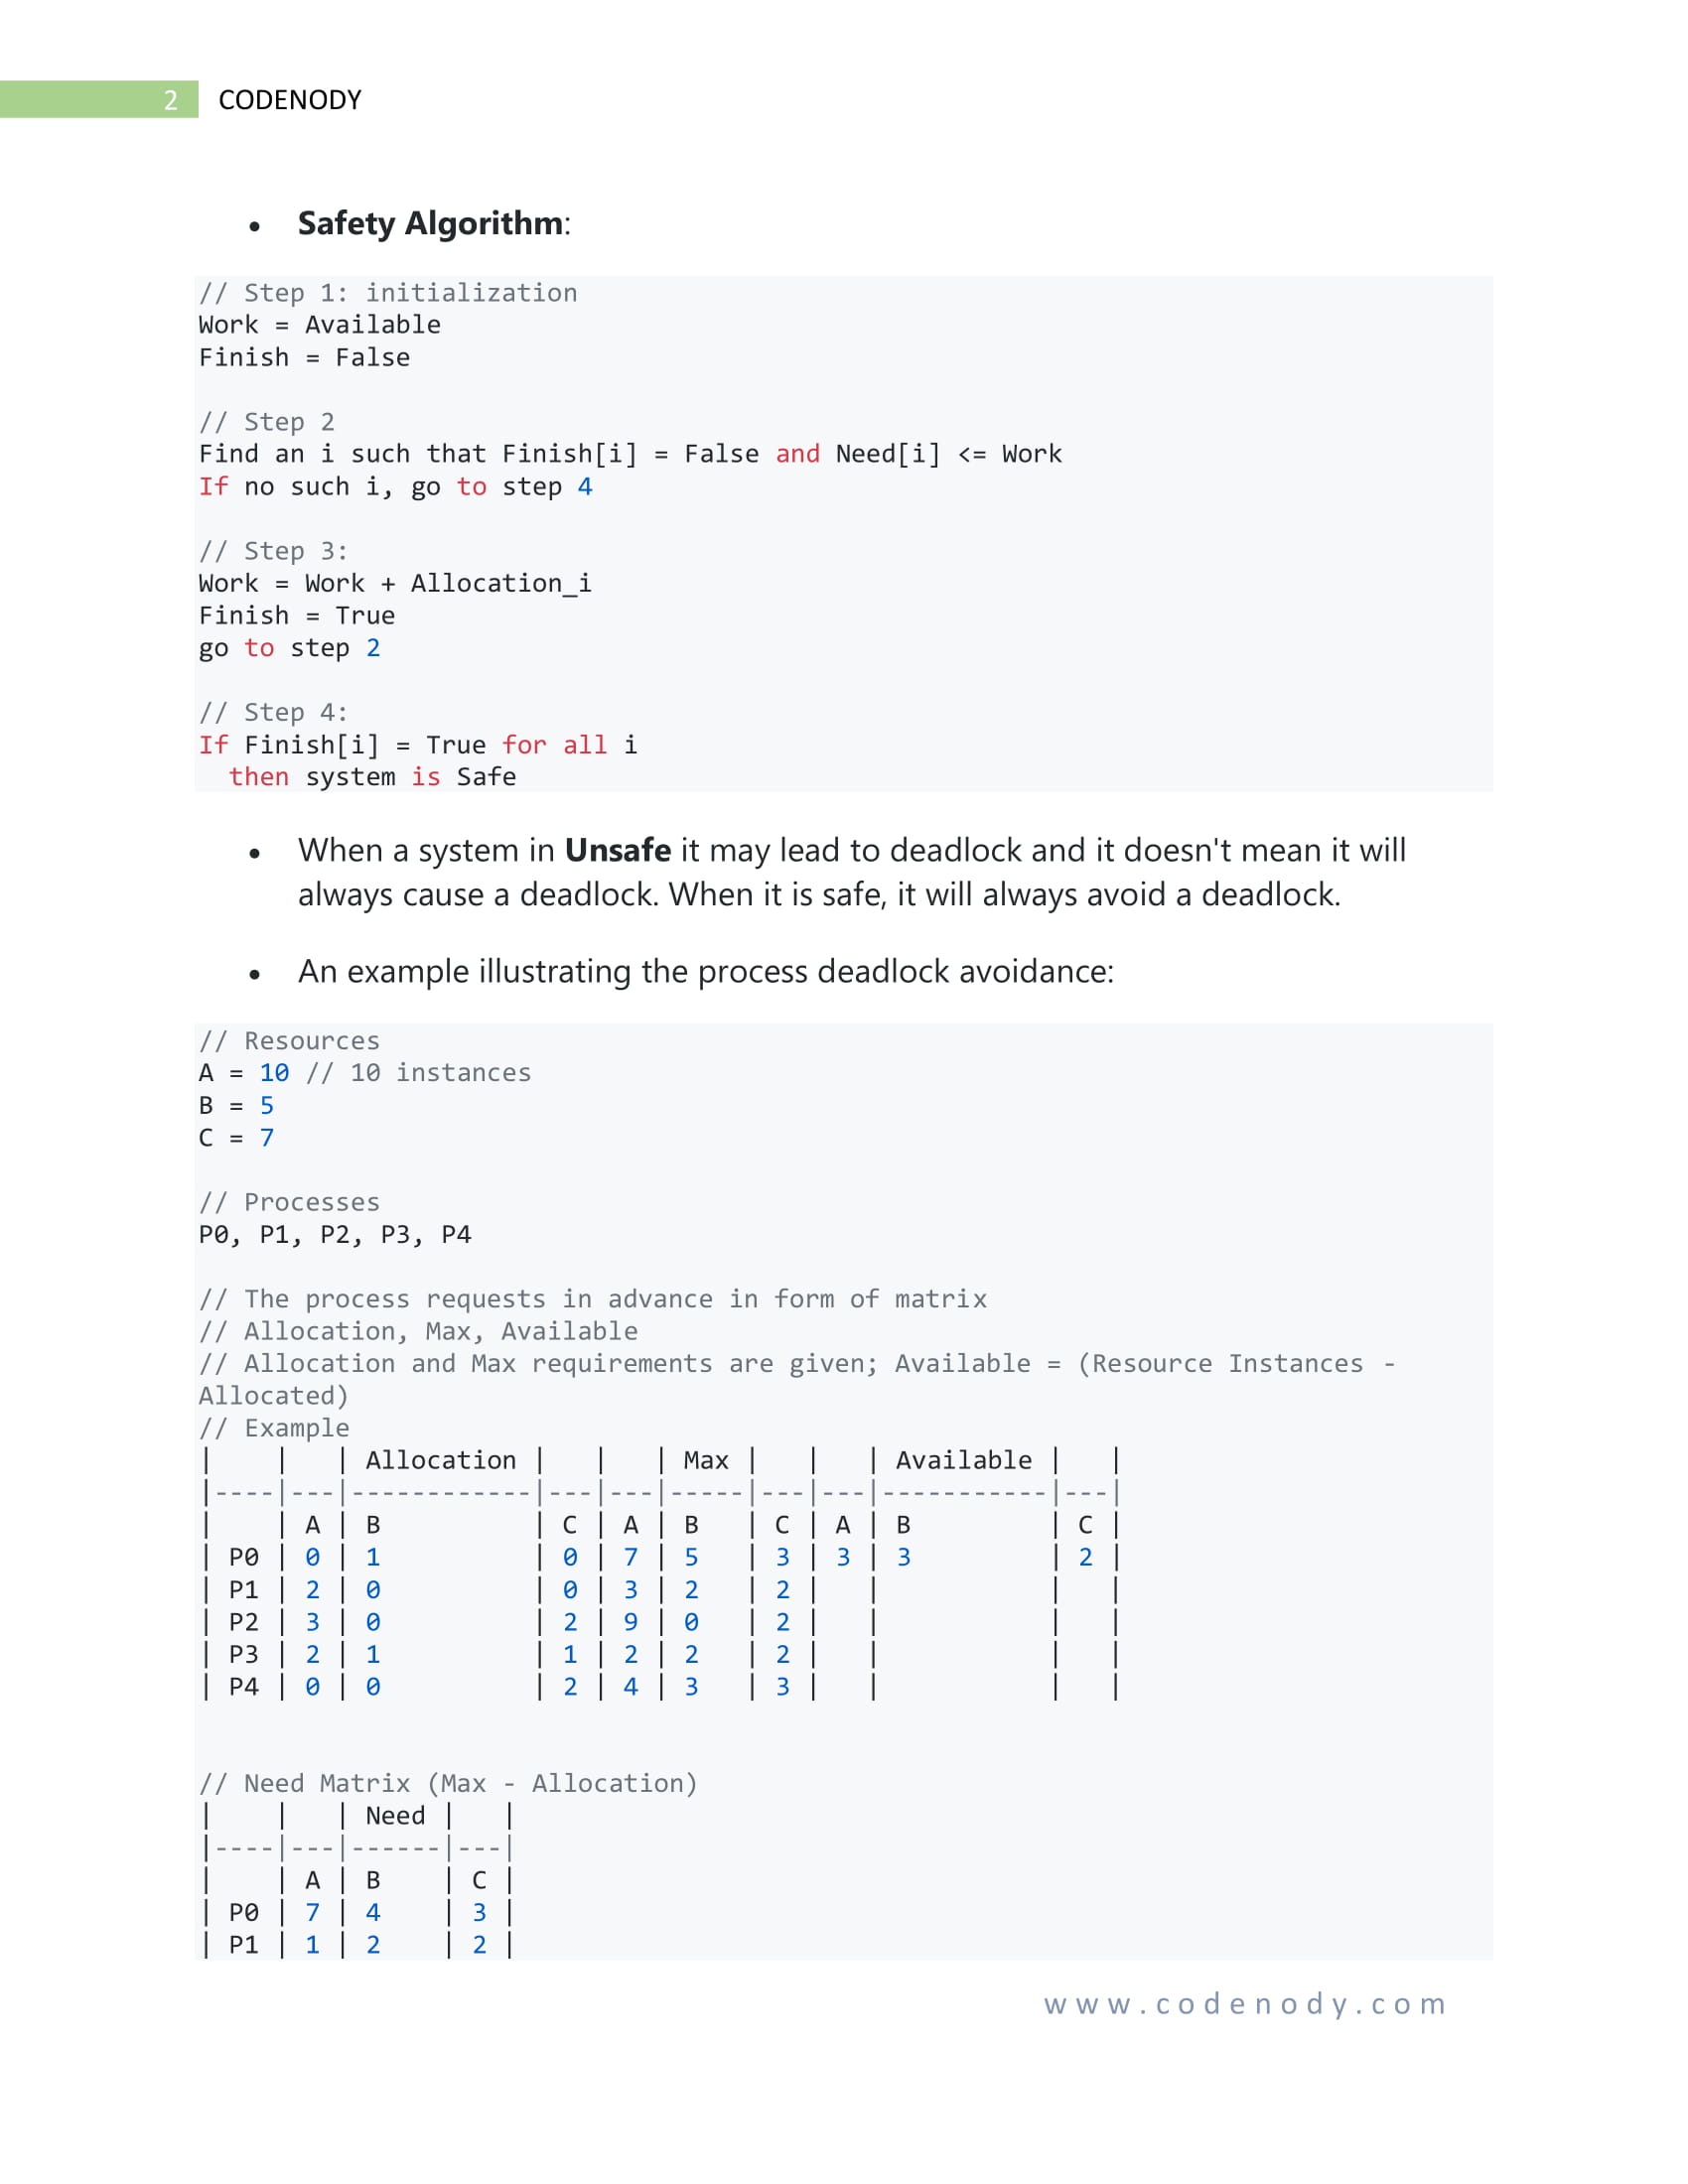 2 CODENODY
• Safety Algorithm:
// Step 1: initialization
Work = Available
Finish = False
// Step 2
Find an i such that Finish[i] = False and Need[i] <= Work
If no such i, go to step 4
// Step 3:
Work = Work + Allocation_i
Finish = True
go to step 2
// Step 4:
If Finish[i] = True for all i
  then system is Safe
• When a system in Unsafe it may lead to deadlock and it doesn't mean it will
always cause a deadlock. When it is safe, it will always avoid a deadlock.
• An example illustrating the process deadlock avoidance:
// Resources
A = 10 // 10 instances
B = 5
C = 7
// Processes
P0, P1, P2, P3, P4
// The process requests in advance in form of matrix
// Allocation, Max, Available
// Allocation and Max requirements are given; Available = (Resource Instances -
Allocated)
// Example
|    |   | Allocation |   |   | Max |   |   | Available |   |
|----|---|------------|---|---|-----|---|---|-----------|---|
|    | A | B          | C | A | B   | C | A | B         | C |
| P0 | 0 | 1          | 0 | 7 | 5   | 3 | 3 | 3         | 2 |
| P1 | 2 | 0          | 0 | 3 | 2   | 2 |   |           |   |
| P2 | 3 | 0          | 2 | 9 | 0   | 2 |   |           |   |
| P3 | 2 | 1          | 1 | 2 | 2   | 2 |   |           |   |
| P4 | 0 | 0          | 2 | 4 | 3   | 3 |   |           |   |
// Need Matrix (Max - Allocation)
|    |   | Need |   |
|----|---|------|---|
|    | A | B    | C |
| P0 | 7 | 4    | 3 |
| P1 | 1 | 2    | 2 |
www.codenody.com